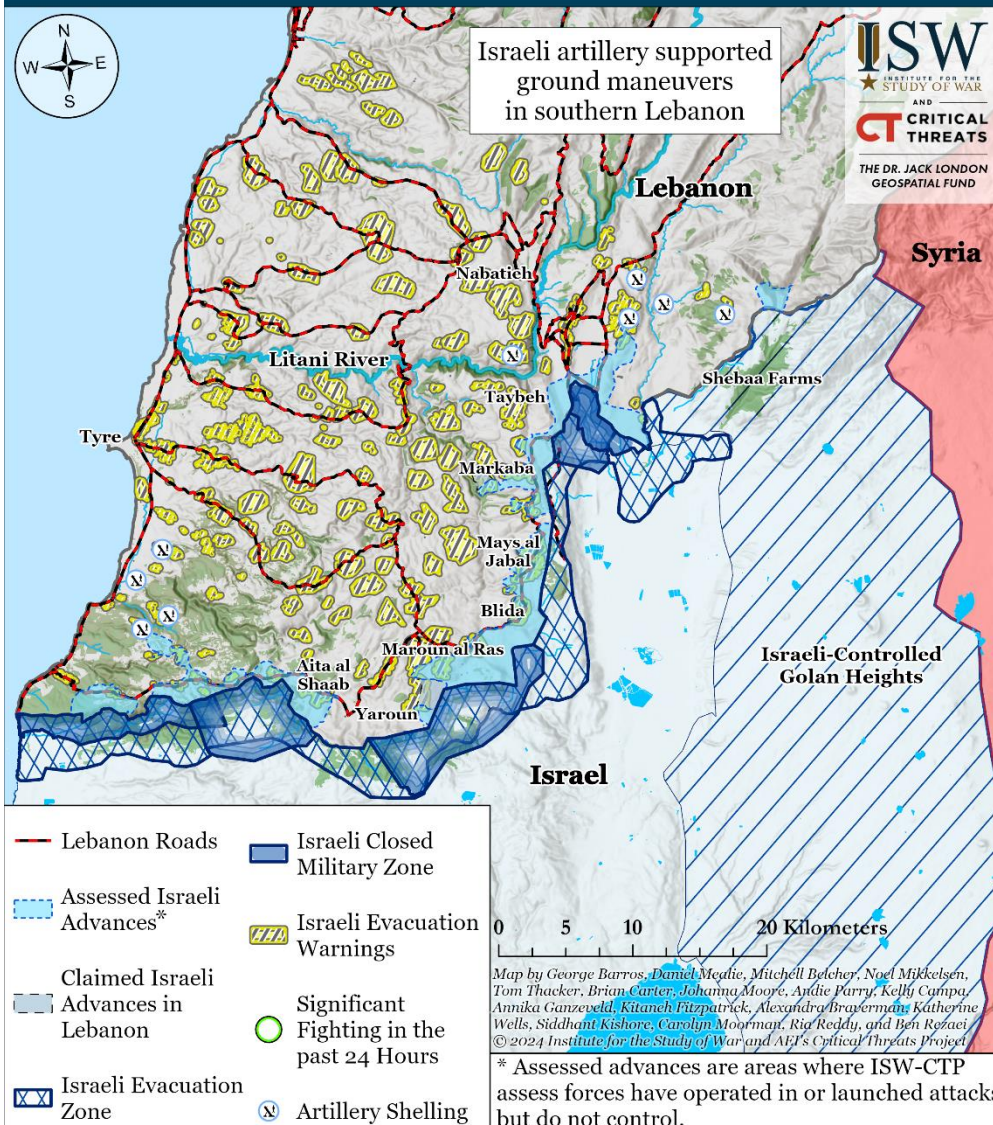 N
W E
S
Israeli artillery supported
ground maneuvers
in southern Lebanon
ISW
INSTITUTE FOR THE
STUDY OF WAR
AND
CT CRITICAL
THREATS
THE DR. JACK LONDON
GEOSPATIAL FUND
Lebanon
Syria
Nabatieh
Litani River
Shebaa Farms
Taybeh
Tyre
Markaba
Mays al
Jabal
Blida
Maroun al Ras
Aita al
Shaab
Yaroun
Israeli-Controlled
Golan Heights
Israel
Lebanon Roads
Assessed Israeli
Advances*
Claimed Israeli
Advances in
Lebanon
Israeli Evacuation
Zone
Israeli Closed
Military Zone
Israeli Evacuation
Warnings
Significant
Fighting in the
past 24 Hours
Artillery Shelling
0 5 10 20 Kilometers
Map by George Barros, Daniel Mealie, Mitchell Belcher, Noel Mikkelsen,
Tom Thacker, Brian Carter, Johanna Moore, Andie Parry, Kelly Campa,
Annika Ganzeveld, Kitaneh Fitzpatrick, Alexandra Braverman, Katherine
Wells, Siddhant Kishore, Carolyn Moorman, Ria Reddy, and Ben Rezaei
© 2024 Institute for the Study of War and AEI's Critical Threats Project
* Assessed advances are areas where ISW-CTP
assess forces have operated in or launched attacks
but do not control.